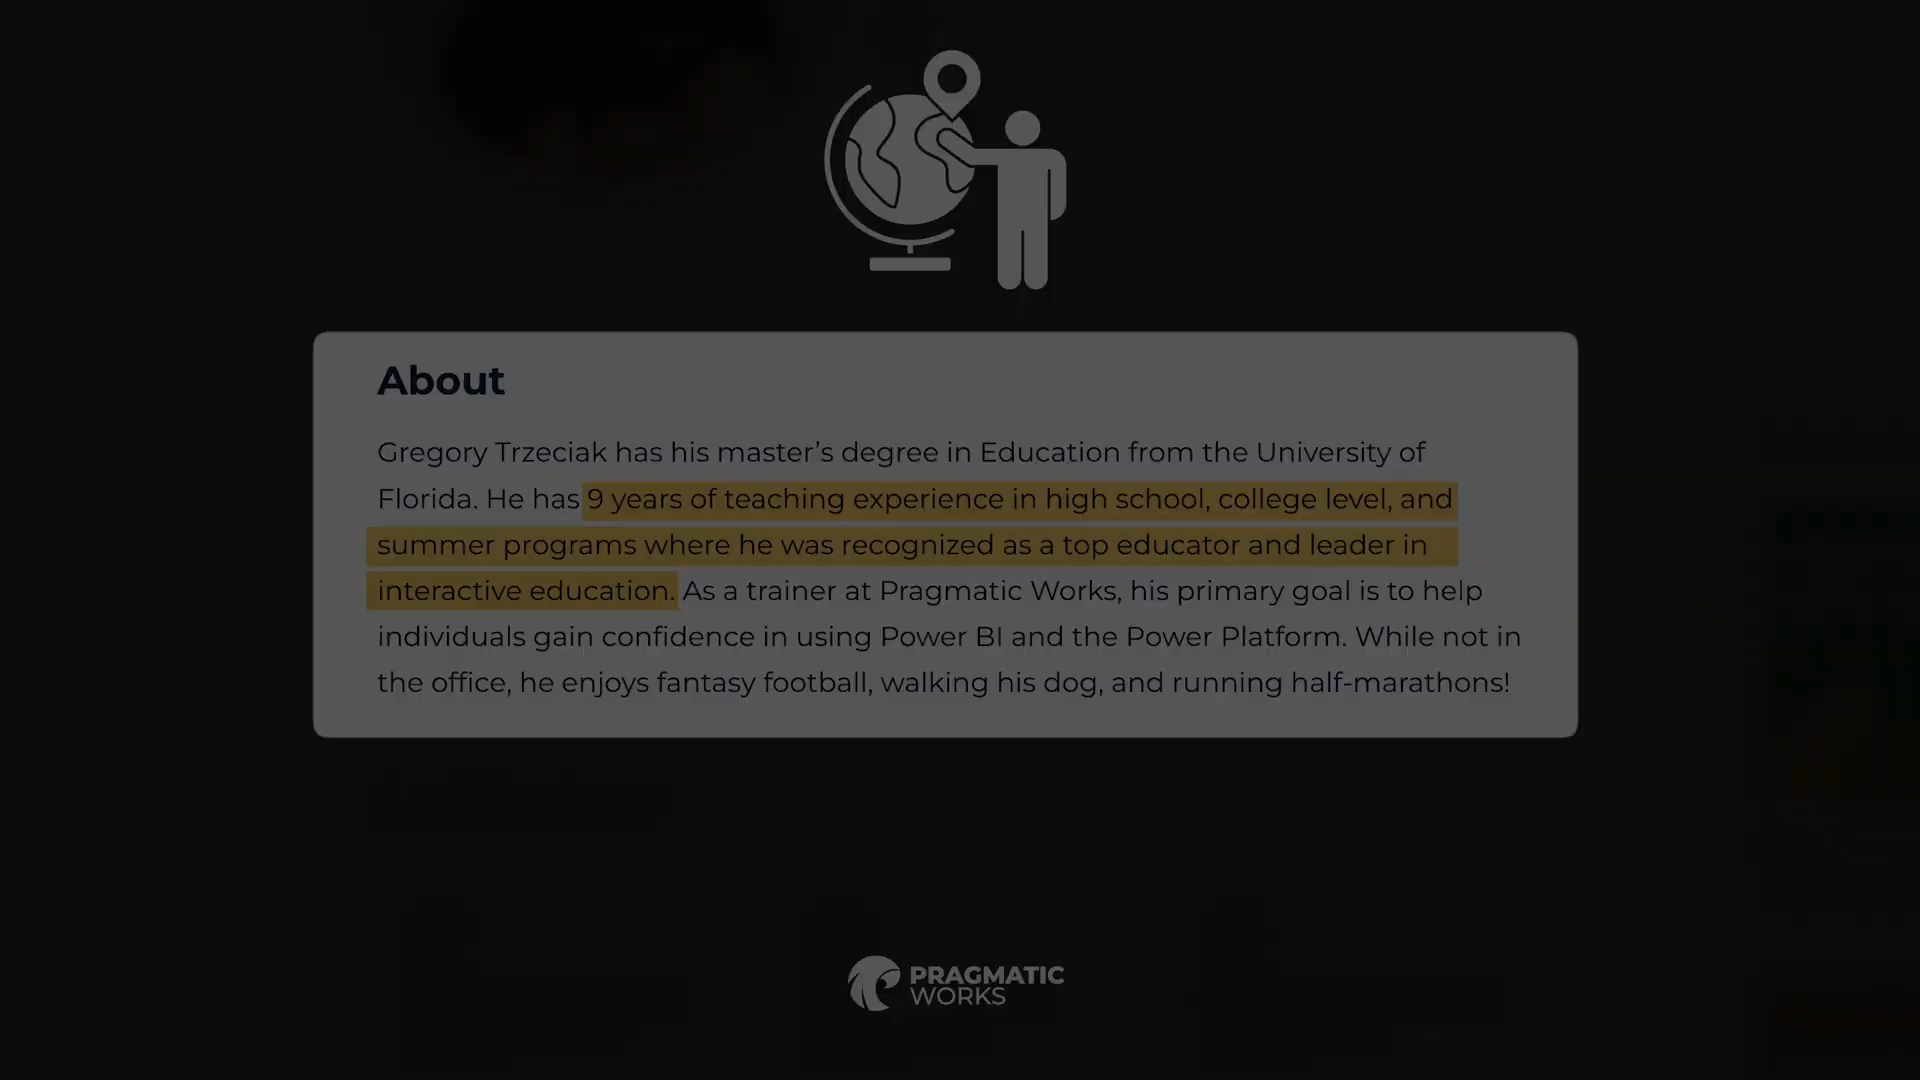 About
Gregory Trzeciak has his master’s degree in Education from the University of
Florida. He has 9 years of teaching experience in high school, college level, and
summer programs where he was recognized as a top educator and leader in
interactive education. As a trainer at Pragmatic Works, his primary goal is to help
individuals gain confidence in using Power BI and the Power Platform. While not in
the office, he enjoys fantasy football, walking his dog, and running half-marathons!
PRAGMATIC
WORKS